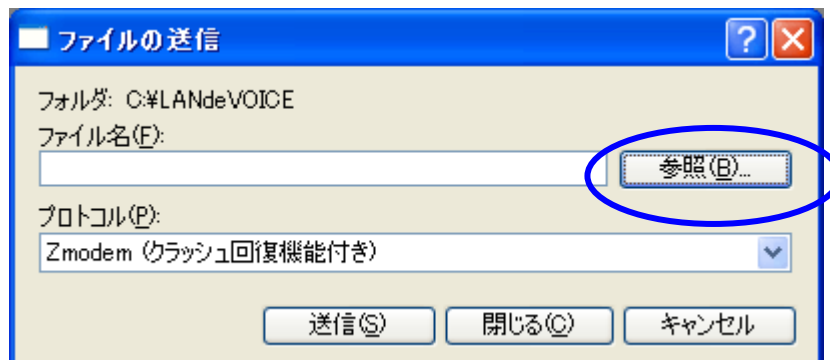 ファイルの送信
フォルダ: C:¥LANdeVOICE
ファイル名(F):
参照(B)...
プロトコル(P):
Zmodem (クラッシュ回復機能付き)
送信(S) 閉じる(C) キャンセル